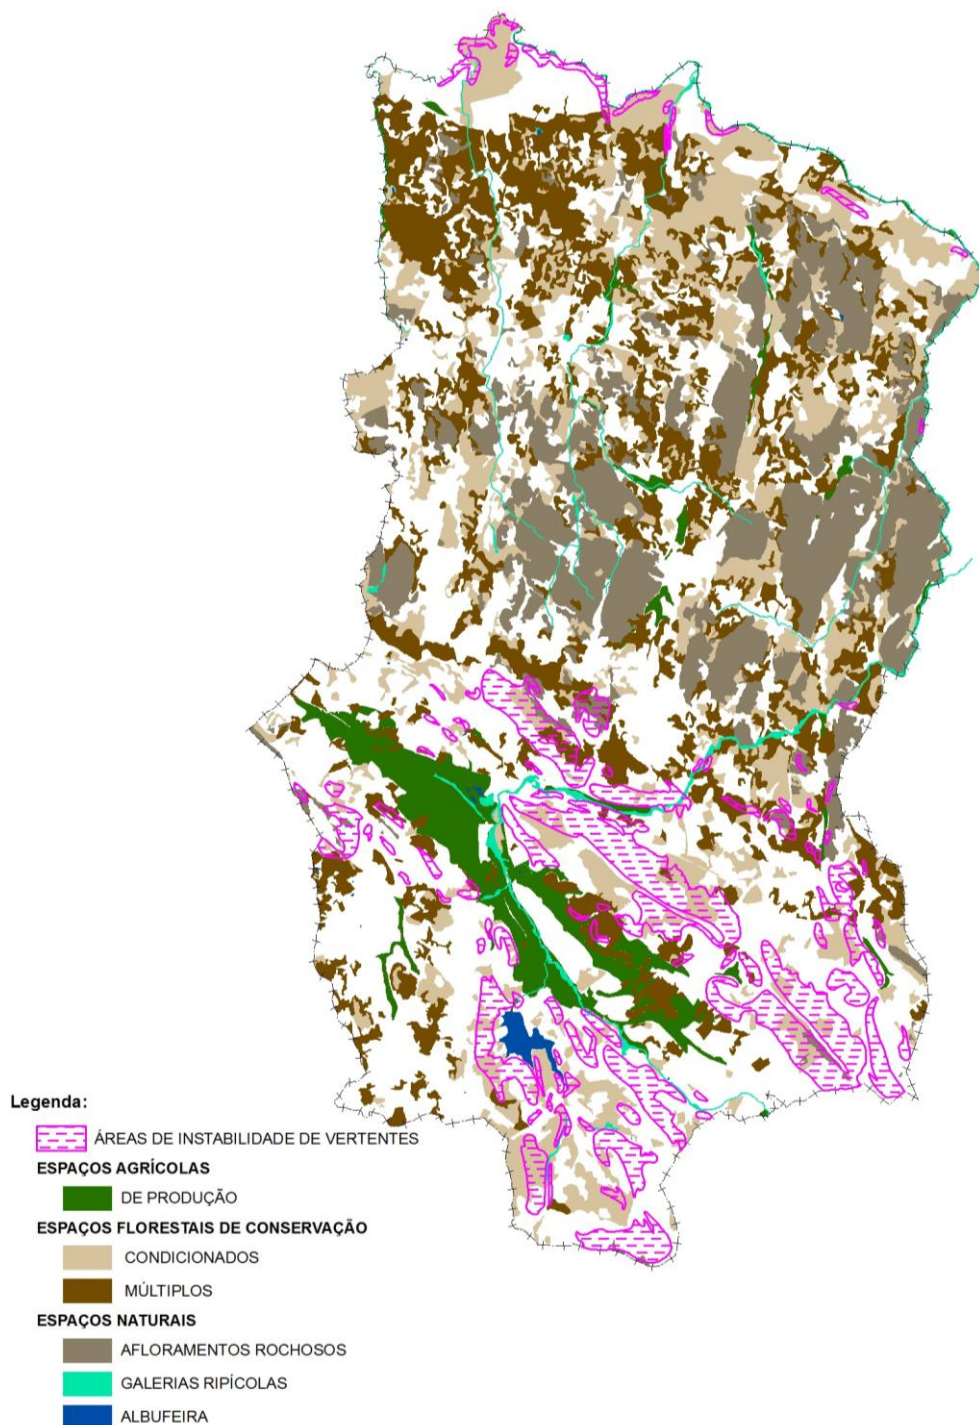 Legenda:
ÁREAS DE INSTABILIDADE DE VERTENTES
ESPAÇOS AGRÍCOLAS
DE PRODUÇÃO
ESPAÇOS FLORESTAIS DE CONSERVAÇÃO
CONDICIONADOS
MÚLTIPLOS
ESPAÇOS NATURAIS
AFLORAMENTOS ROCHOSOS
GALERIAS RIPÍCOLAS
ALBUFEIRA